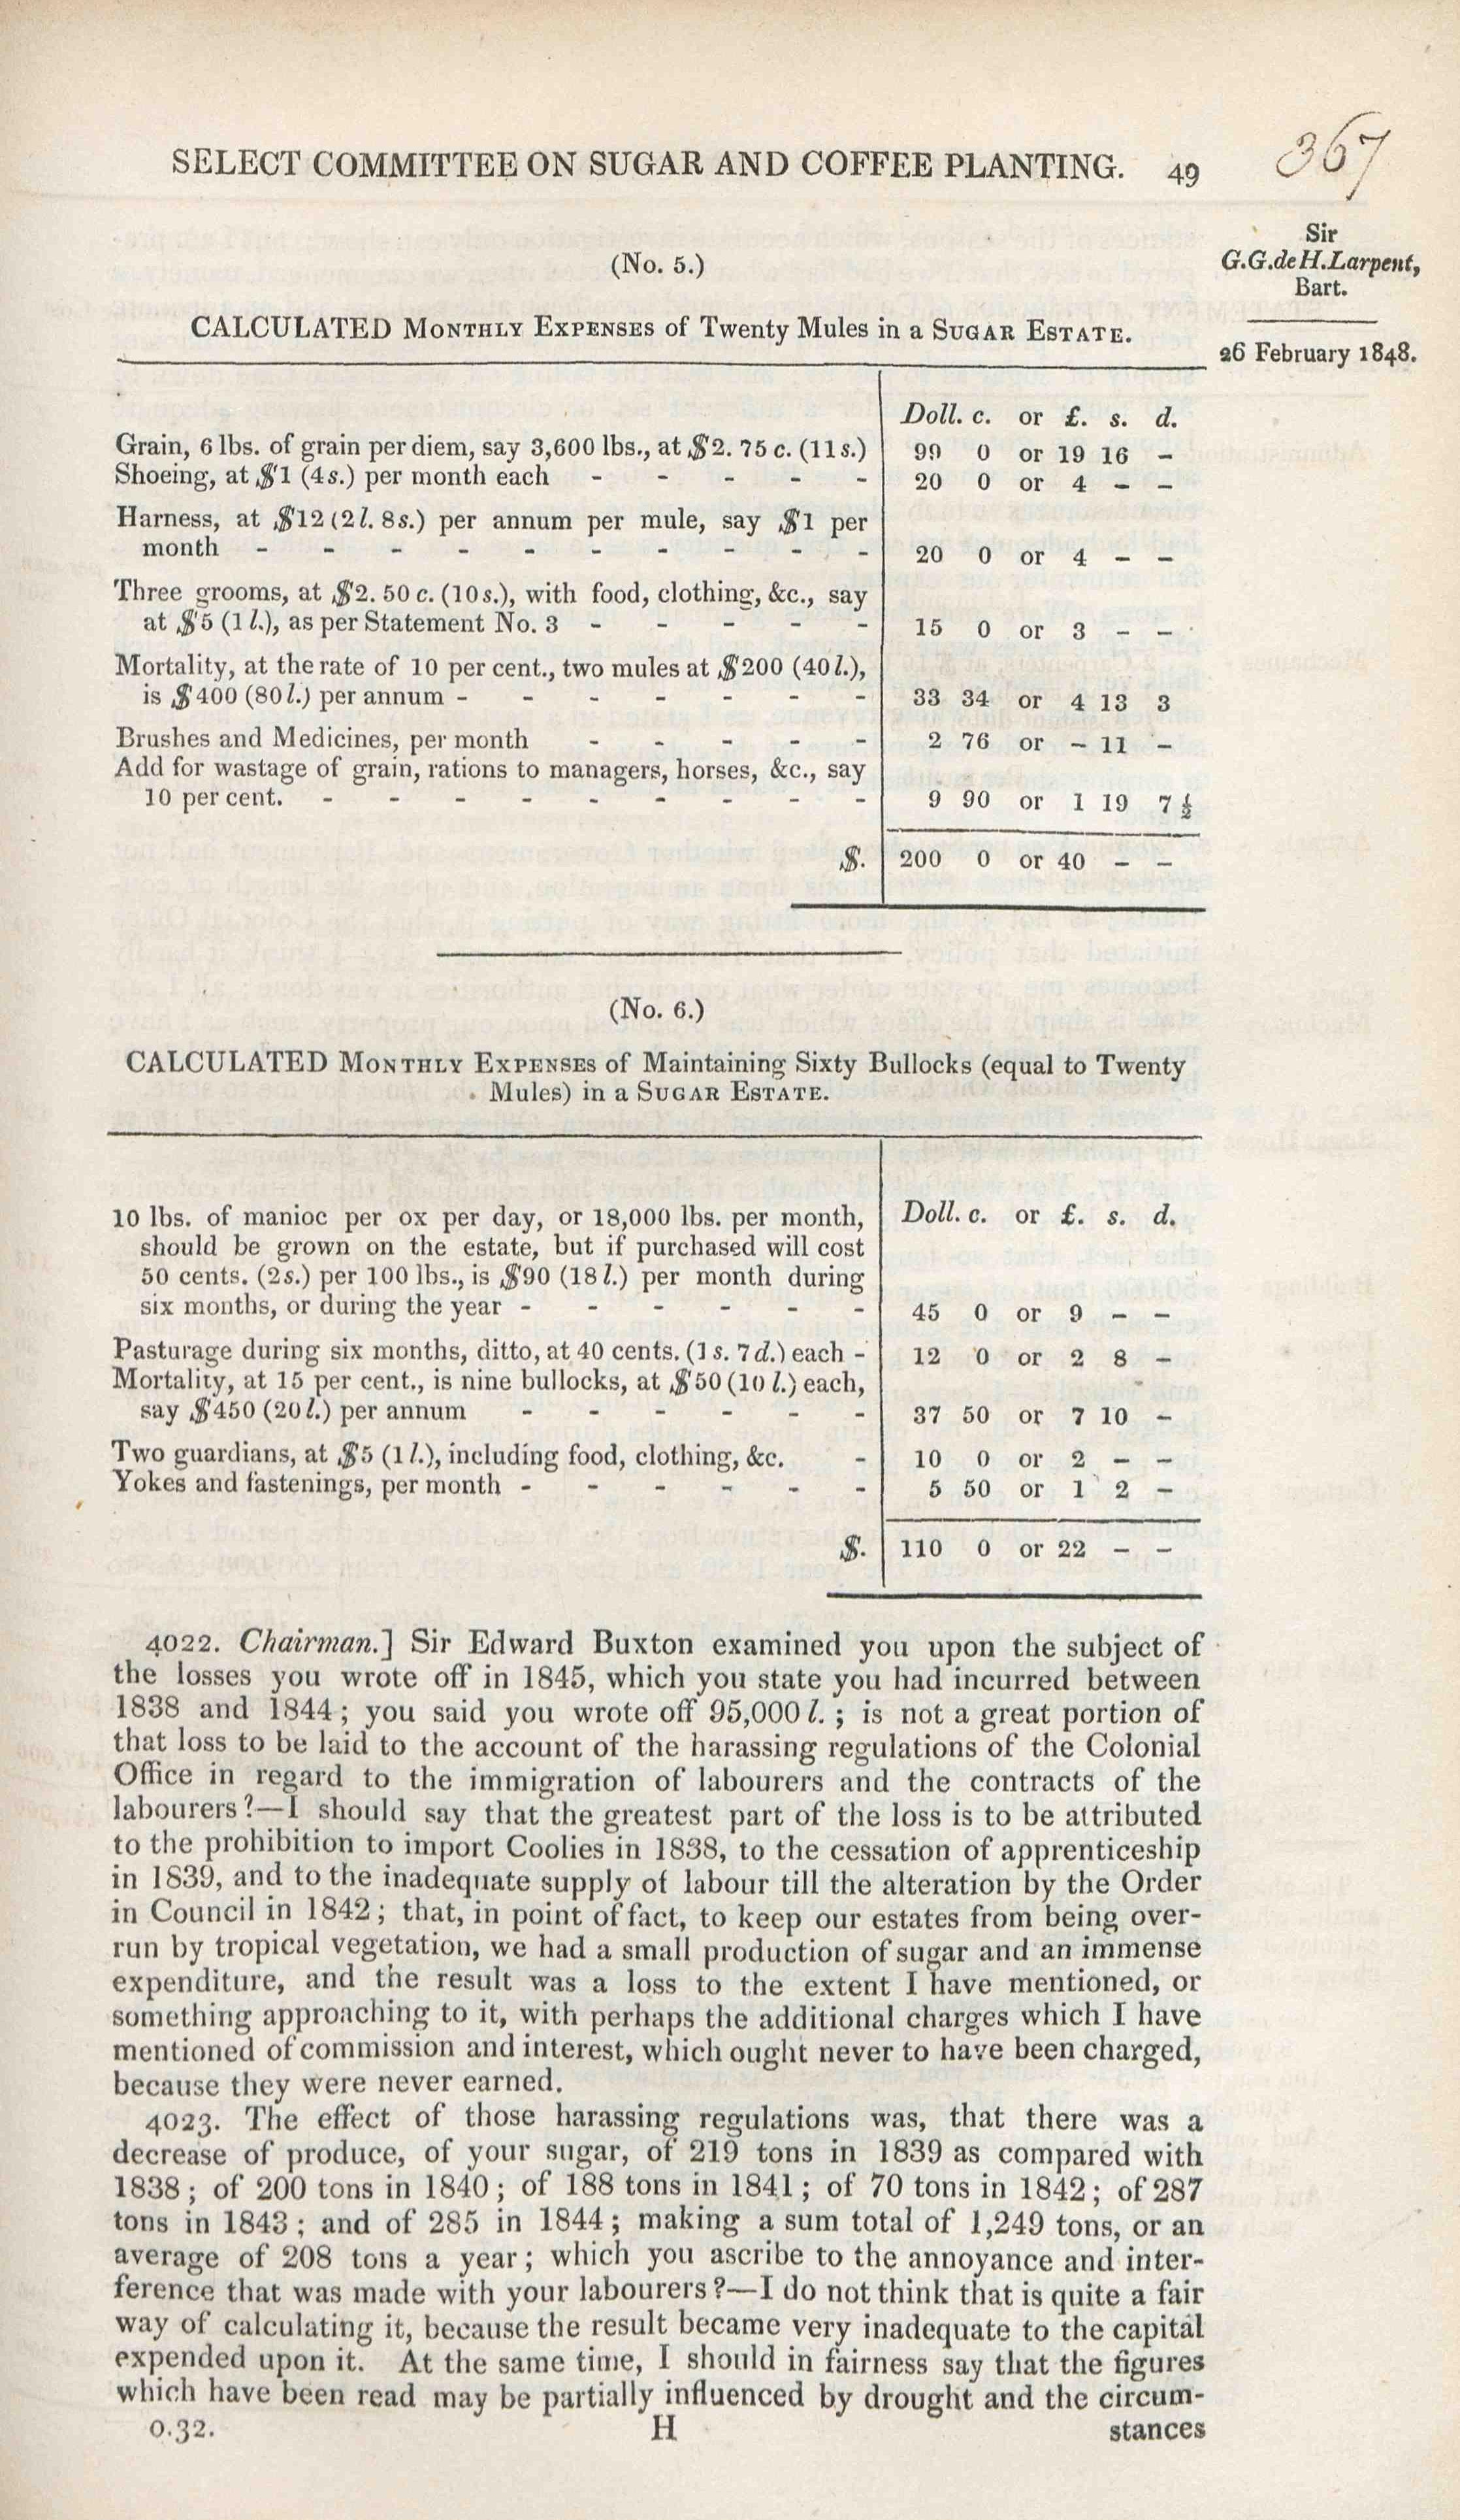 SELECT COMMITTEE ON SUGAR AND COFFEE PLANTING. 49
367
Sir
G.G.de H.Larpent,
Bart.
26 February 1848.
(No. 5.)
CALCULATED MONTHLY EXPENSES of Twenty Mules in a SUGAR ESTATE.
Doll. c. or £. s. d.
Grain, 6 lbs. of grain per diem, say 3,600 lbs., at $2. 75 c. (11 s.) 99 0 or 19 16 -
Shoeing, at $1 (4 s.) per month each - - - - - 20 0 or 4 - -
Harness, at $12 (2 l. 8 s.) per annum per mule, say $1 per
month - - - - - - - - - - 20 0 or 4 - -
Three grooms, at $2. 50 c. (10 s.), with food, clothing, &c., say
at $5 (1 l.), as per Statement No. 3 - - - - - 15 0 or 3 - -
Mortality, at the rate of 10 per cent., two mules at $200 (40 l.),
is $400 (80 l.) per annum - - - - - - - 33 34 or 4 13 3
Brushes and Medicines, per month - - - - - 2 76 or - 11 -
Add for wastage of grain, rations to managers, horses, &c., say
10 per cent. - - - - - - - - - 9 90 or 1 19 7 ½
$. 200 0 or 40 - -
(No. 6.)
CALCULATED MONTHLY EXPENSES of Maintaining Sixty Bullocks (equal to Twenty
Mules) in a SUGAR ESTATE.
Doll. c. or £. s. d.
10 lbs. of manioc per ox per day, or 18,000 lbs. per month,
should be grown on the estate, but if purchased will cost
50 cents. (2 s.) per 100 lbs., is $90 (18 l.) per month during
six months, or during the year - - - - - - 45 0 or 9 - -
Pasturage during six months, ditto, at 40 cents. (1 s. 7 d.) each - 12 0 or 2 8 -
Mortality, at 15 per cent., is nine bullocks, at $50 (10 l.) each,
say $450 (20 l.) per annum - - - - - - 37 50 or 7 10 -
Two guardians, at $5 (1 l.), including food, clothing, &c. - 10 0 or 2 - -
Yokes and fastenings, per month - - - - - - 5 50 or 1 2 -
$. 110 0 or 22 - -
4022. Chairman.] Sir Edward Buxton examined you upon the subject of
the losses you wrote off in 1845, which you state you had incurred between
1838 and 1844; you said you wrote off 95,000 l. ; is not a great portion of
that loss to be laid to the account of the harassing regulations of the Colonial
Office in regard to the immigration of labourers and the contracts of the
labourers?—I should say that the greatest part of the loss is to be attributed
to the prohibition to import Coolies in 1838, to the cessation of apprenticeship
in 1839, and to the inadequate supply of labour till the alteration by the Order
in Council in 1842; that, in point of fact, to keep our estates from being over-
run by tropical vegetation, we had a small production of sugar and an immense
expenditure, and the result was a loss to the extent I have mentioned, or
something approaching to it, with perhaps the additional charges which I have
mentioned of commission and interest, which ought never to have been charged,
because they were never earned.
4023. The effect of those harassing regulations was, that there was a
decrease of produce, of your sugar, of 219 tons in 1839 as compared with
1838; of 200 tons in 1840; of 188 tons in 1841; of 70 tons in 1842; of 287
tons in 1843; and of 285 in 1844; making a sum total of 1,249 tons, or an
average of 208 tons a year; which you ascribe to the annoyance and inter-
ference that was made with your labourers?—I do not think that is quite a fair
way of calculating it, because the result became very inadequate to the capital
expended upon it. At the same time, I should in fairness say that the figures
which have been read may be partially influenced by drought and the circum-
0.32. H stances